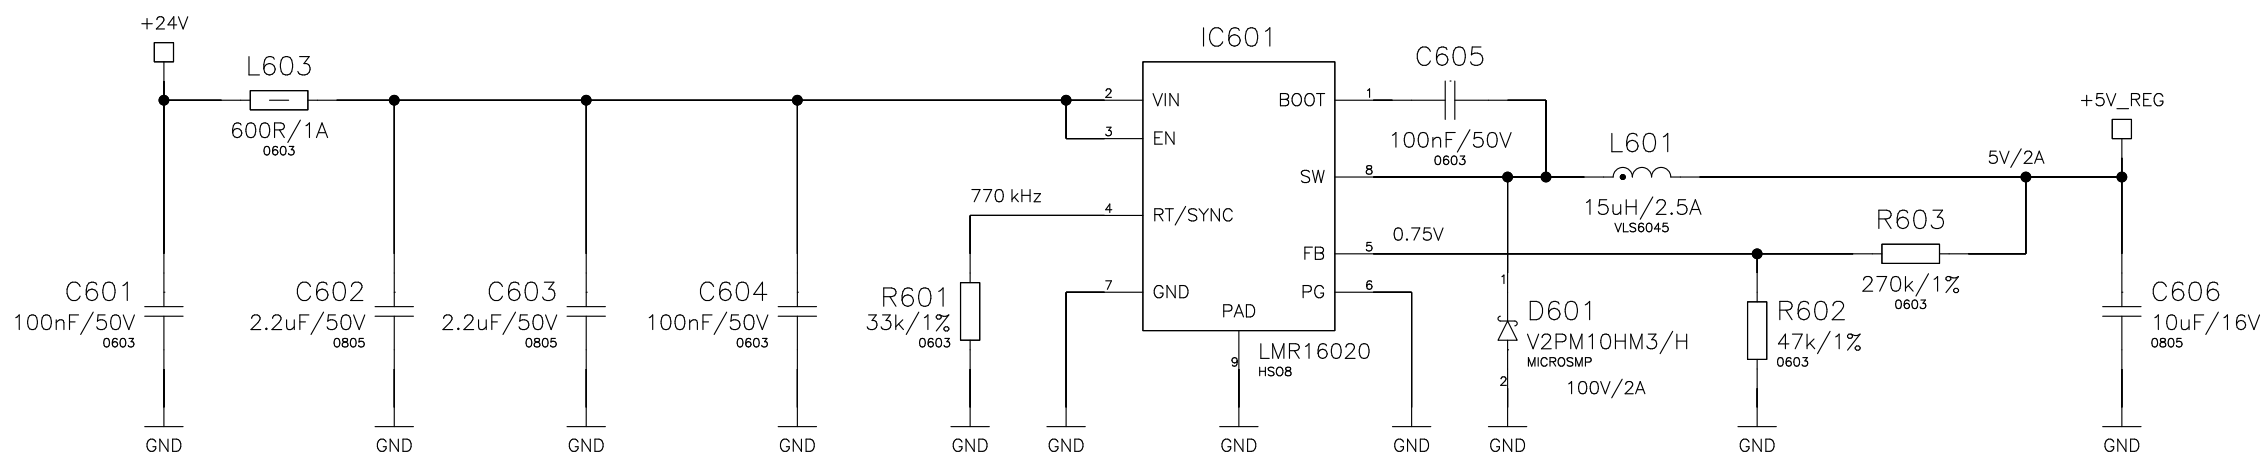 +24V
L603
600R/1A
0603
C601
100nF/50V
0603
GND
C602
2.2uF/50V
0805
GND
C603
2.2uF/50V
0805
GND
C604
100nF/50V
0603
GND
770 kHz
R601
33k/1%
0603
GND
GND
IC601
2
VIN
3
EN
4
RT/SYNC
7
GND
BOOT
1
SW
8
FB
5
PG
6
PAD
9
LMR16020
HS08
GND
GND
C605
100nF/50V
0603
0.75V
1
D601
V2PM10HM3/H
MICROSMP
2
100V/2A
GND
L601
15uH/2.5A
VLS6045
R602
47k/1%
0603
GND
R603
270k/1%
0603
5V/2A
+5V_REG
C606
10uF/16V
0805
GND